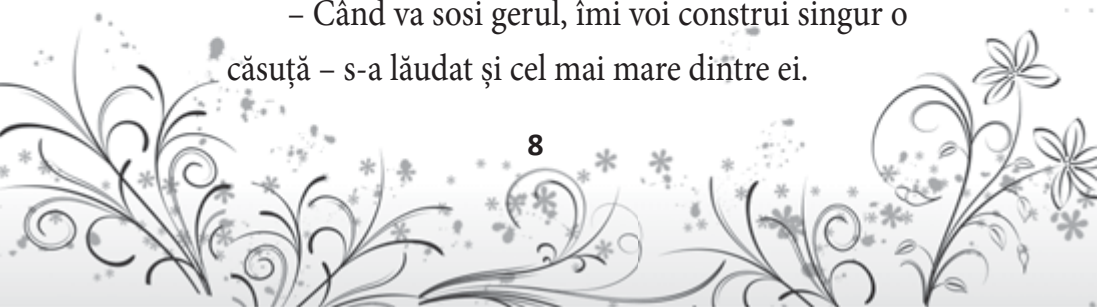 – Când va sosi gerul, îmi voi construi singur o
căsuță – s-a lăudat și cel mai mare dintre ei.
8